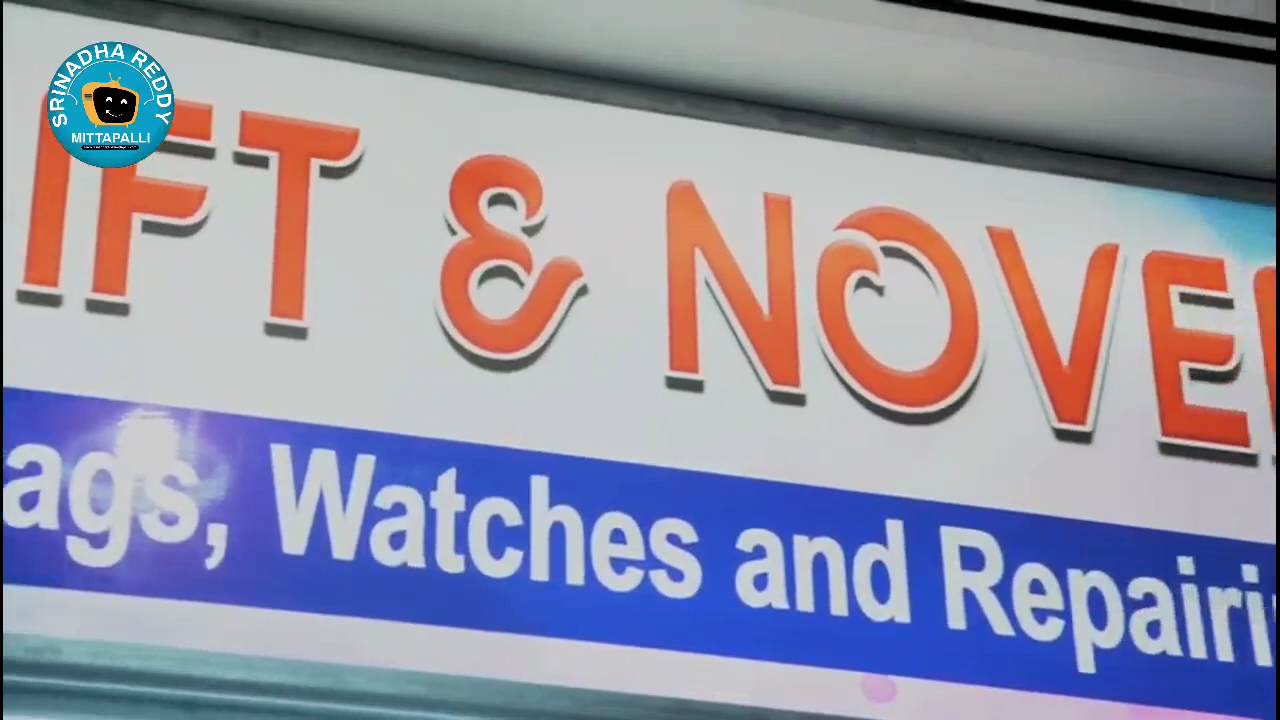 SRINADHA REDDY
MITTAPALLI
IFT & NOVE
ags, Watches and Repairi